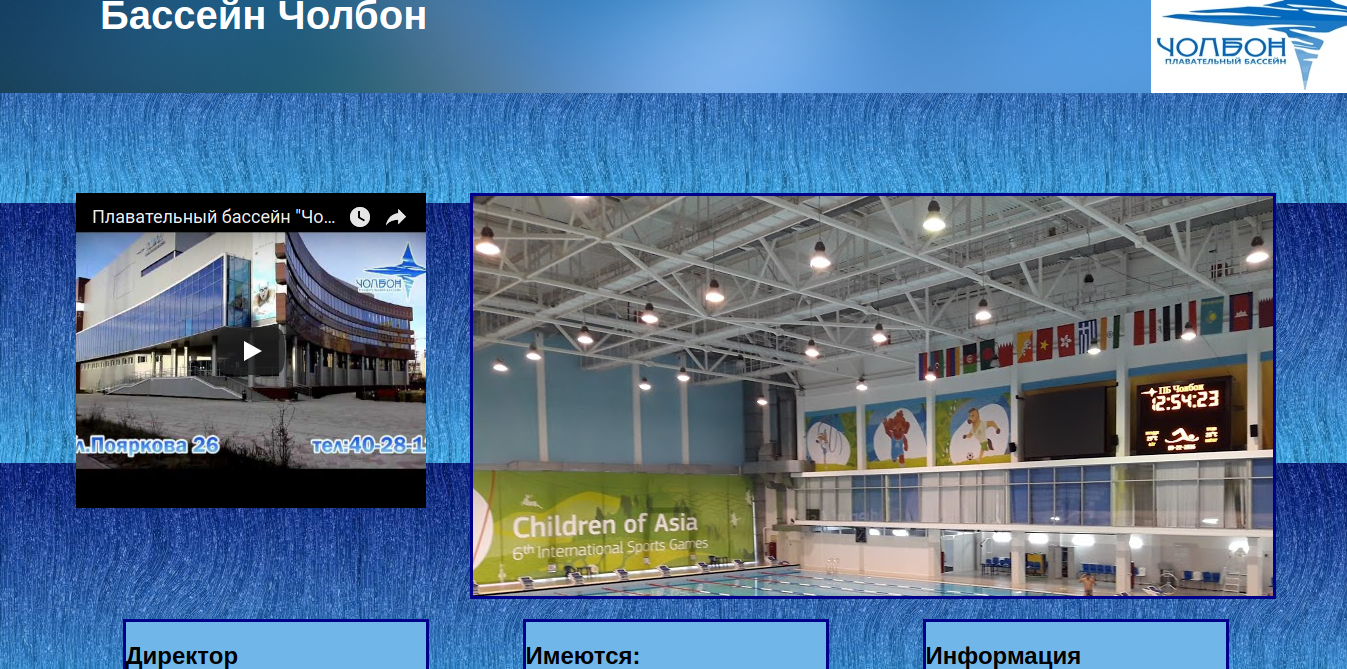 Бассейн Чолбон
ЧОЛБОН
ПЛАВАТЕЛЬНЫЙ БАССЕЙН
Плавательный бассейн "Чо...
ЧОЛБОН
л.Пояркова 26
тел:40-28-1
ПБ Чолбон
12:54:23
Children of Asia
6th International Sports Games
Директор
Имеются:
Информация